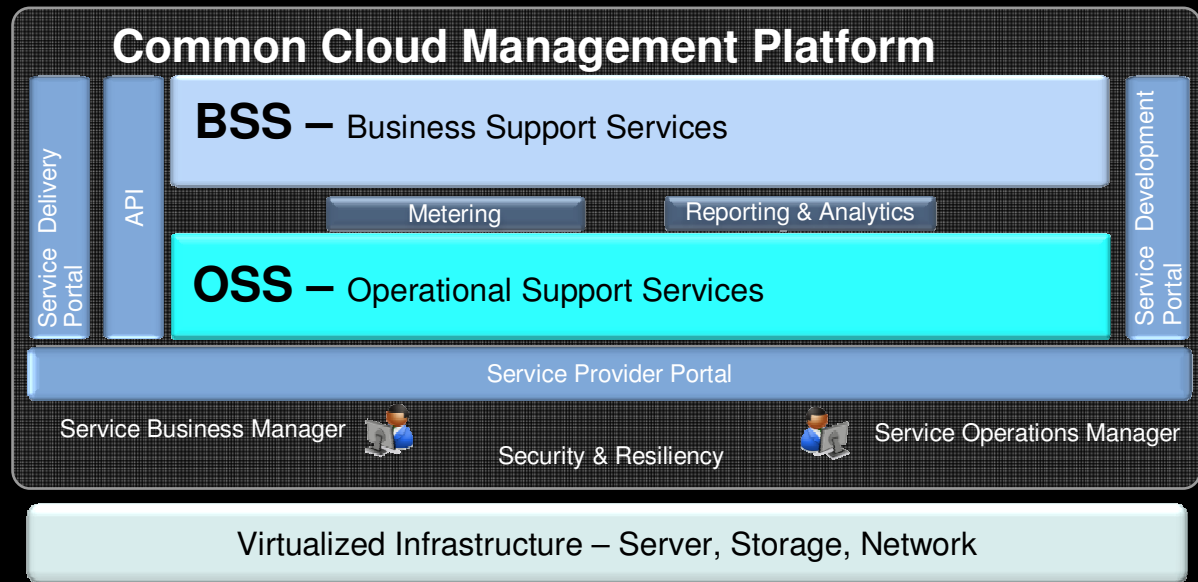 Common Cloud Management Platform
Service Delivery
Portal
API
BSS – Business Support Services
Metering
Reporting & Analytics
OSS – Operational Support Services
Service Development
Portal
Service Provider Portal
Service Business Manager
Service Operations Manager
Security & Resiliency
Virtualized Infrastructure – Server, Storage, Network